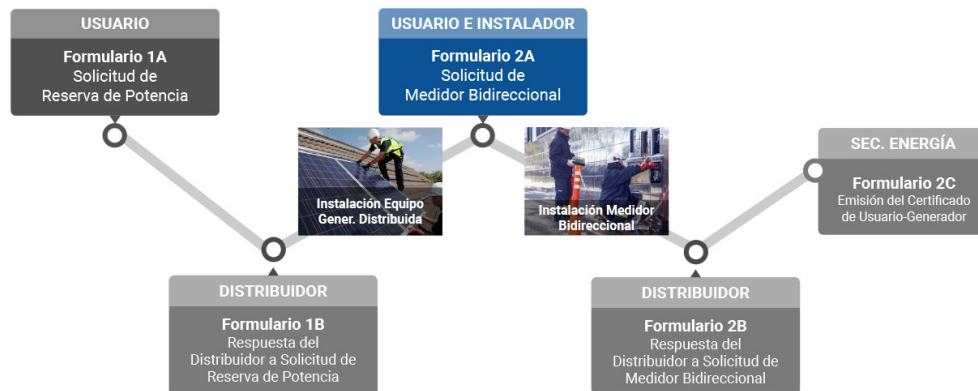 USUARIO
Formulario 1A
Solicitud de
Reserva de Potencia
USUARIO E INSTALADOR
Formulario 2A
Solicitud de
Medidor Bidireccional
Instalación Equipo
Gener. Distribuida
Instalación Medidor
Bidireccional
SEC. ENERGÍA
Formulario 2C
Emisión del Certificado
de Usuario-Generador
DISTRIBUIDOR
Formulario 1B
Respuesta del
Distribuidor a Solicitud de
Reserva de Potencia
DISTRIBUIDOR
Formulario 2B
Respuesta del
Distribuidor a Solicitud de
Medidor Bidireccional